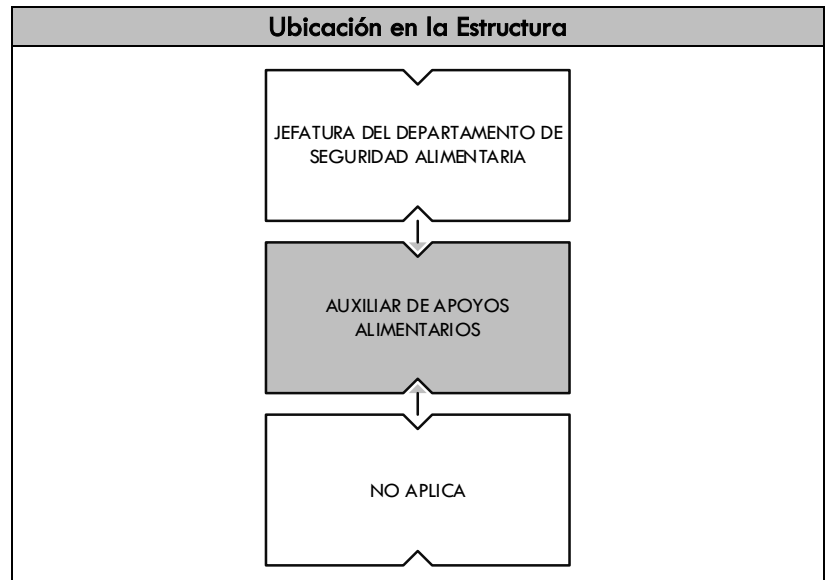 Ubicación en la Estructura
JEFATURA DEL DEPARTAMENTO DE
SEGURIDAD ALIMENTARIA
AUXILIAR DE APOYOS
ALIMENTARIOS
NO APLICA